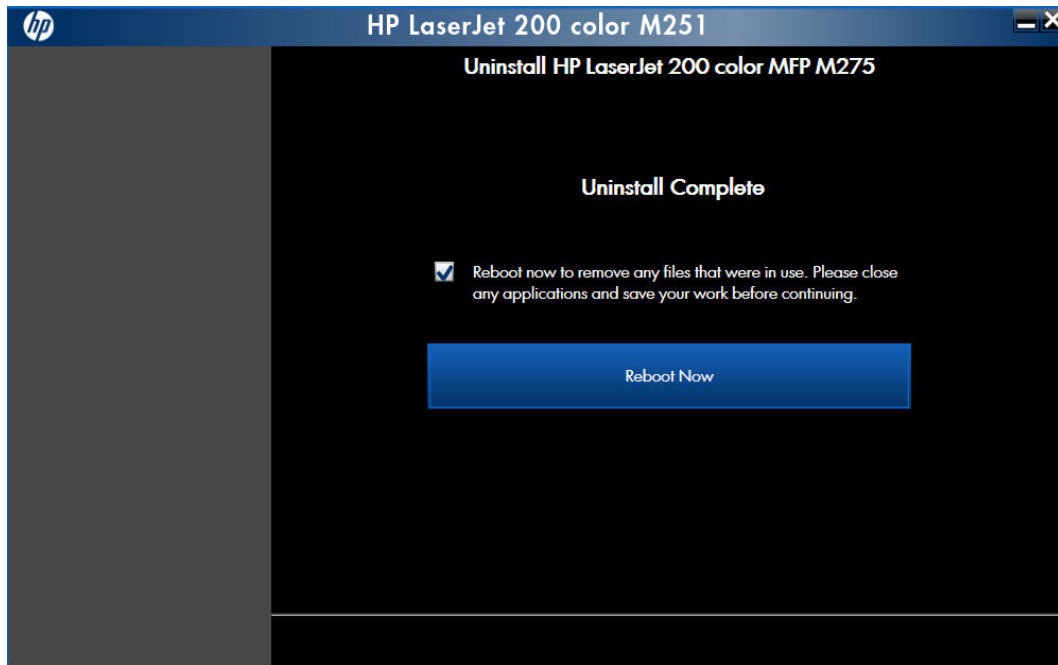 hp
HP LaserJet 200 color M251
Uninstall HP LaserJet 200 color MFP M275
Uninstall Complete
Reboot now to remove any files that were in use. Please close
any applications and save your work before continuing.
Reboot Now